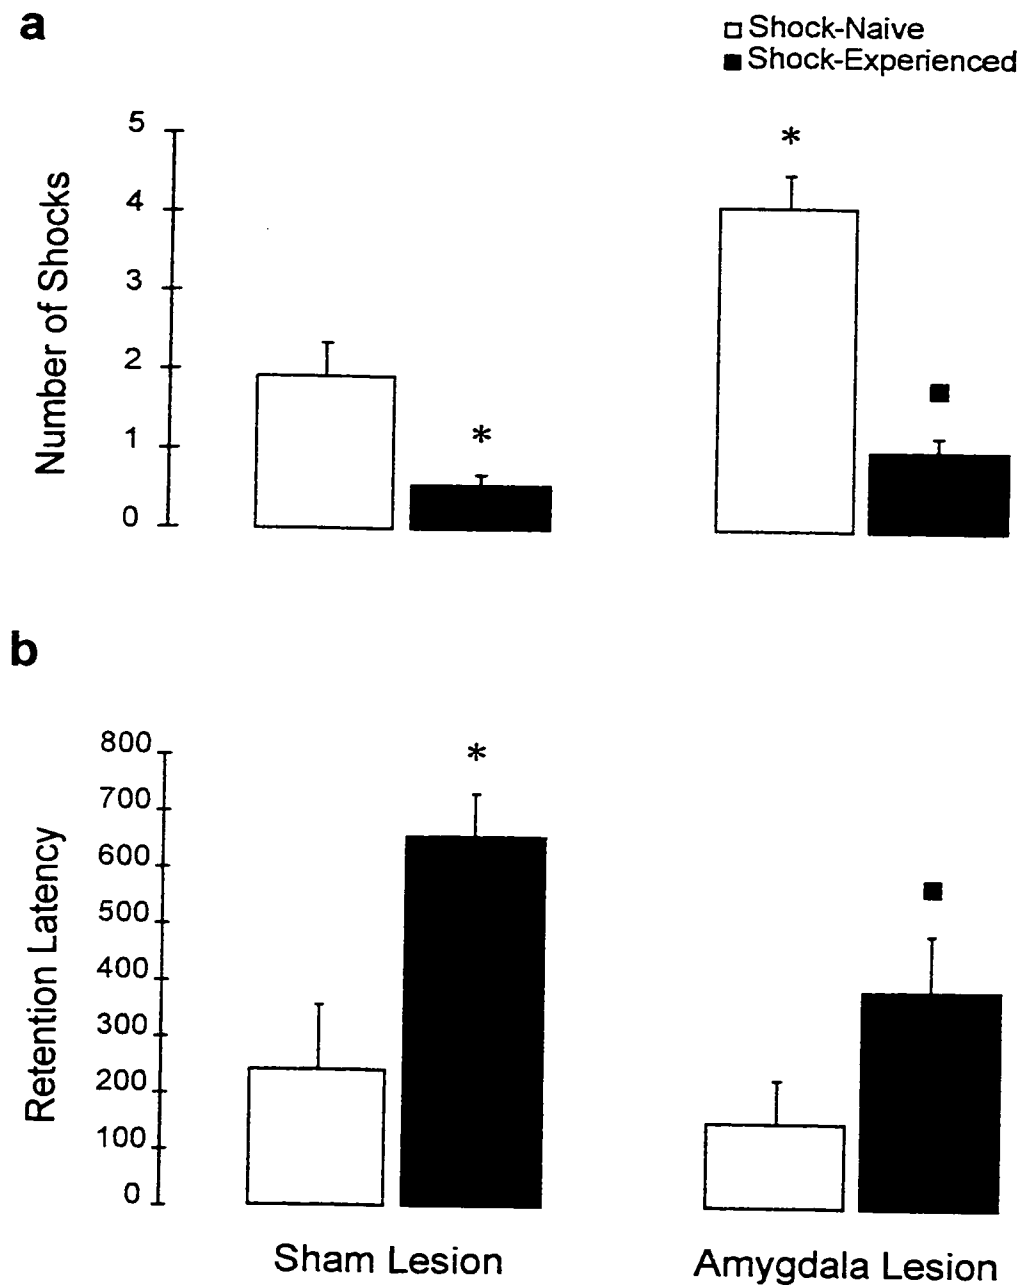 a
□ Shock-Naive
■ Shock-Experienced
5
4
3
2
1
0
Number of Shocks
*
*
■
b
800
700
600
500
400
300
200
100
0
Retention Latency
*
■
Sham Lesion
Amygdala Lesion